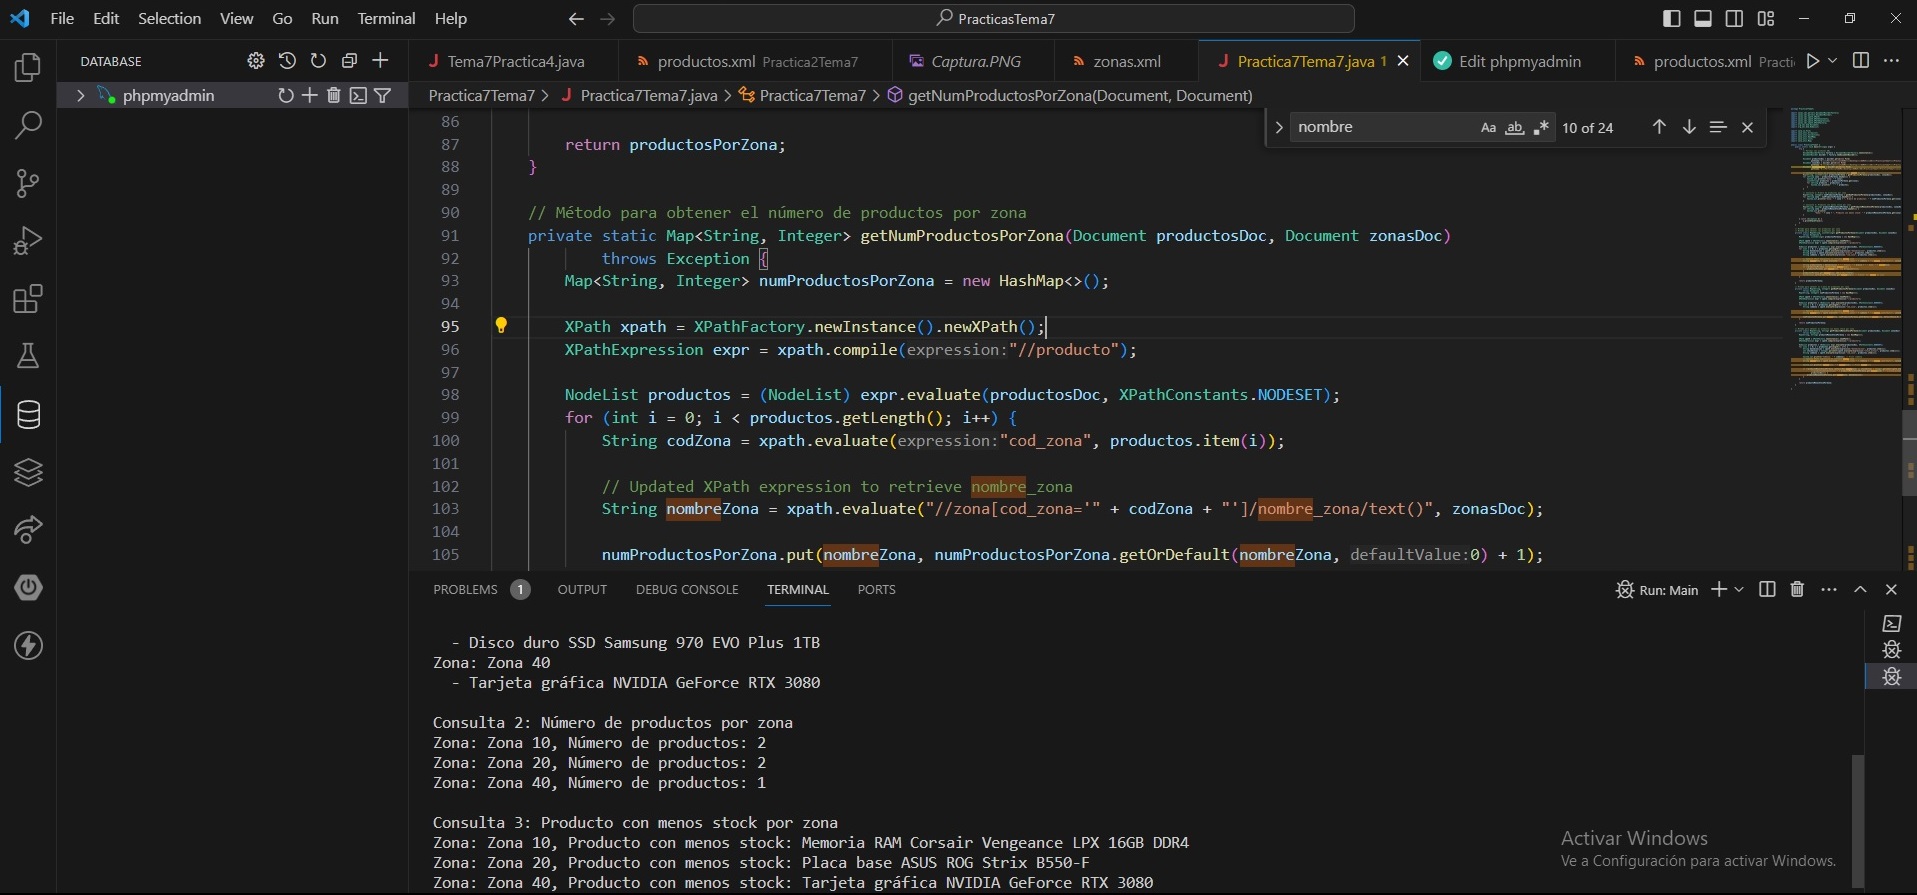 File Edit Selection View Go Run Terminal Help
PracticasTema7
DATABASE
phpmyadmin
Tema7Practica4.java
productos.xml Practica2Tema7
Captura.PNG
zonas.xml
Practica7Tema7.java 1
Edit phpmyadmin
productos.xml Practi
Practica7Tema7 > Practica7Tema7.java > Practica7Tema7 > getNumProductosPorZona(Document, Document)
nombre Aa ab .* 10 of 24
86
87 return productosPorZona;
88 }
89
90 // Método para obtener el número de productos por zona
91 private static Map<String, Integer> getNumProductosPorZona(Document productosDoc, Document zonasDoc)
92 throws Exception {
93 Map<String, Integer> numProductosPorZona = new HashMap<>();
94
95 XPath xpath = XPathFactory.newInstance().newXPath();
96 XPathExpression expr = xpath.compile(expression:"//producto");
97
98 NodeList productos = (NodeList) expr.evaluate(productosDoc, XPathConstants.NODESET);
99 for (int i = 0; i < productos.getLength(); i++) {
100 String codZona = xpath.evaluate(expression:"cod_zona", productos.item(i));
101
102 // Updated XPath expression to retrieve nombre_zona
103 String nombreZona = xpath.evaluate("//zona[cod_zona='" + codZona + "']/nombre_zona/text()", zonasDoc);
104
105 numProductosPorZona.put(nombreZona, numProductosPorZona.getOrDefault(nombreZona, defaultValue:0) + 1);
PROBLEMS 1 OUTPUT DEBUG CONSOLE TERMINAL PORTS
Run: Main
- Disco duro SSD Samsung 970 EVO Plus 1TB
Zona: Zona 40
- Tarjeta gráfica NVIDIA GeForce RTX 3080
Consulta 2: Número de productos por zona
Zona: Zona 10, Número de productos: 2
Zona: Zona 20, Número de productos: 2
Zona: Zona 40, Número de productos: 1
Consulta 3: Producto con menos stock por zona
Zona: Zona 10, Producto con menos stock: Memoria RAM Corsair Vengeance LPX 16GB DDR4
Zona: Zona 20, Producto con menos stock: Placa base ASUS ROG Strix B550-F
Zona: Zona 40, Producto con menos stock: Tarjeta gráfica NVIDIA GeForce RTX 3080
Activar Windows
Ve a Configuración para activar Windows.